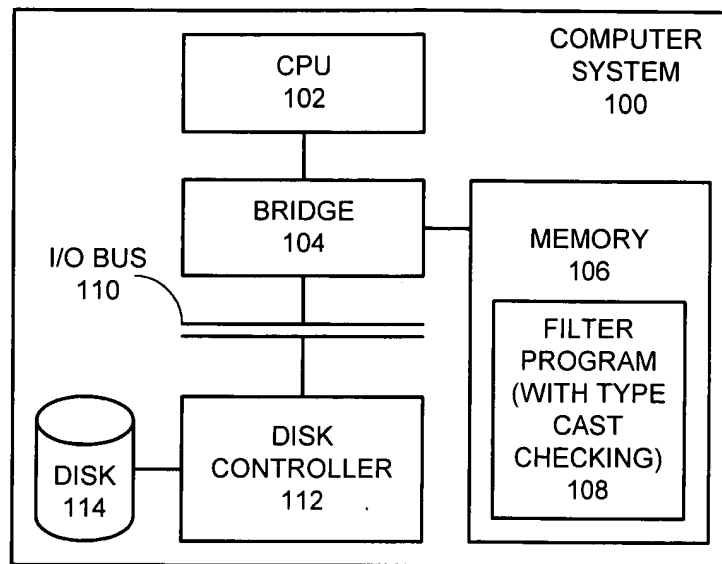 COMPUTER
SYSTEM
100
CPU
102
BRIDGE
104
I/O BUS
110
MEMORY
106
FILTER
PROGRAM
(WITH TYPE
CAST
CHECKING)
108
DISK
CONTROLLER
112
DISK
114